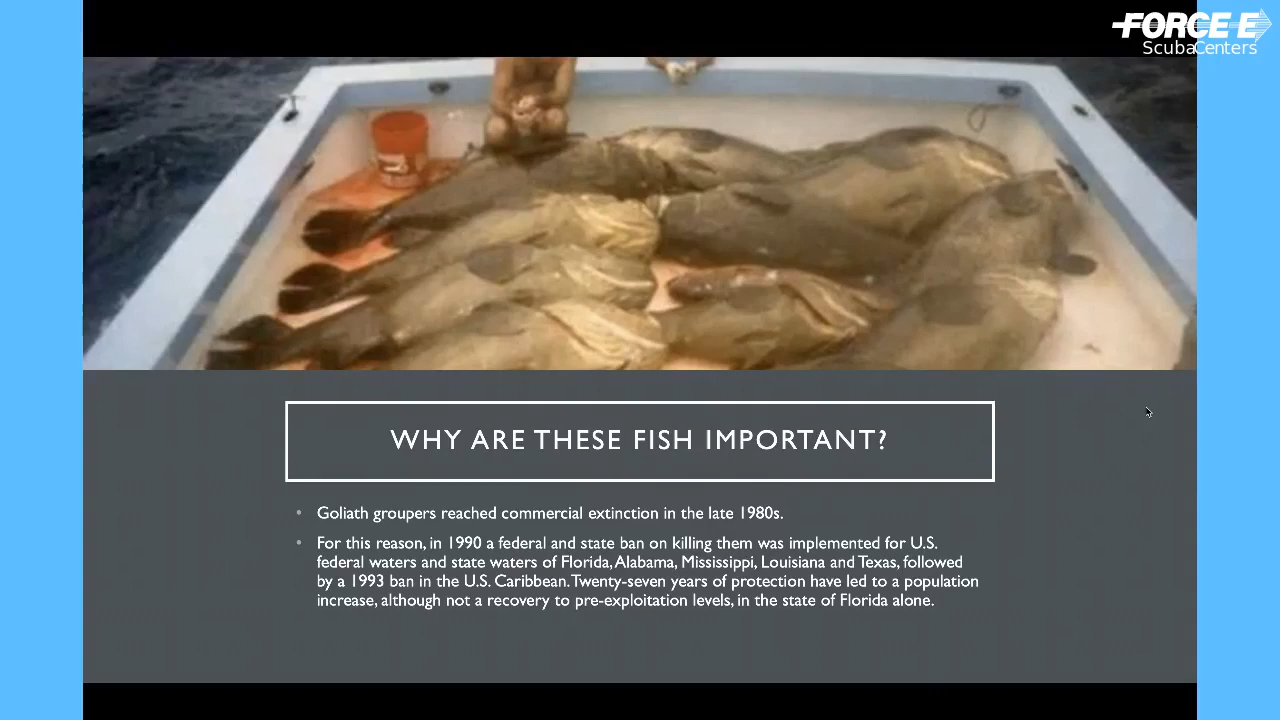 FORCE E
ScubaCenters
WHY ARE THESE FISH IMPORTANT?
• Goliath groupers reached commercial extinction in the late 1980s.
• For this reason, in 1990 a federal and state ban on killing them was implemented for U.S.
federal waters and state waters of Florida, Alabama, Mississippi, Louisiana and Texas, followed
by a 1993 ban in the U.S. Caribbean. Twenty-seven years of protection have led to a population
increase, although not a recovery to pre-exploitation levels, in the state of Florida alone.